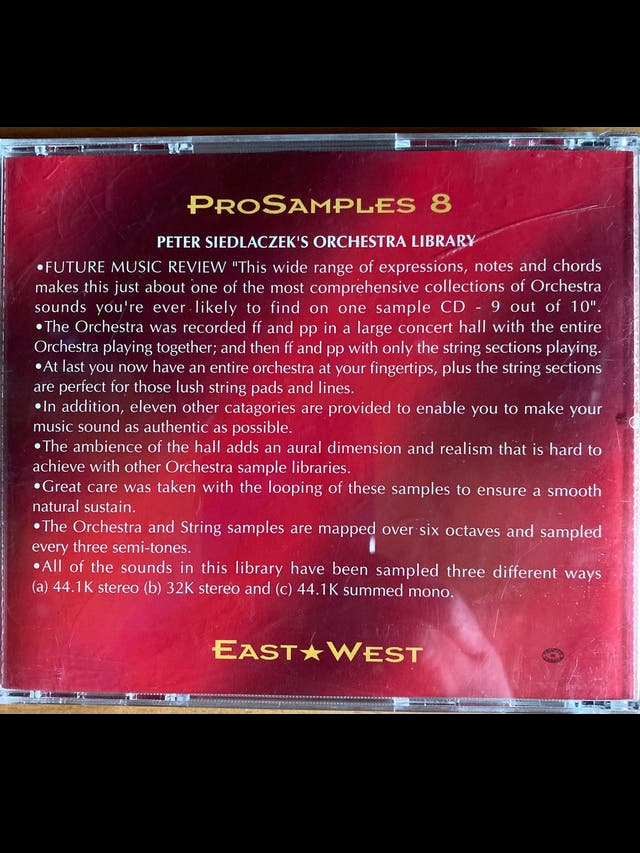 PROSAMPLES 8
PETER SIEDLACZEK'S ORCHESTRA LIBRARY
•FUTURE MUSIC REVIEW "This wide range of expressions, notes and chords
makes this just about one of the most comprehensive collections of Orchestra
sounds you're ever likely to find on one sample CD - 9 out of 10".
•The Orchestra was recorded ff and pp in a large concert hall with the entire
Orchestra playing together; and then ff and pp with only the string sections playing.
•At last you now have an entire orchestra at your fingertips, plus the string sections
are perfect for those lush string pads and lines.
•In addition, eleven other catagories are provided to enable you to make your
music sound as authentic as possible.
•The ambience of the hall adds an aural dimension and realism that is hard to
achieve with other Orchestra sample libraries.
•Great care was taken with the looping of these samples to ensure a smooth
natural sustain.
•The Orchestra and String samples are mapped over six octaves and sampled
every three semi-tones.
•All of the sounds in this library have been sampled three different ways
(a) 44.1K stereo (b) 32K stereo and (c) 44.1K summed mono.
EAST★WEST